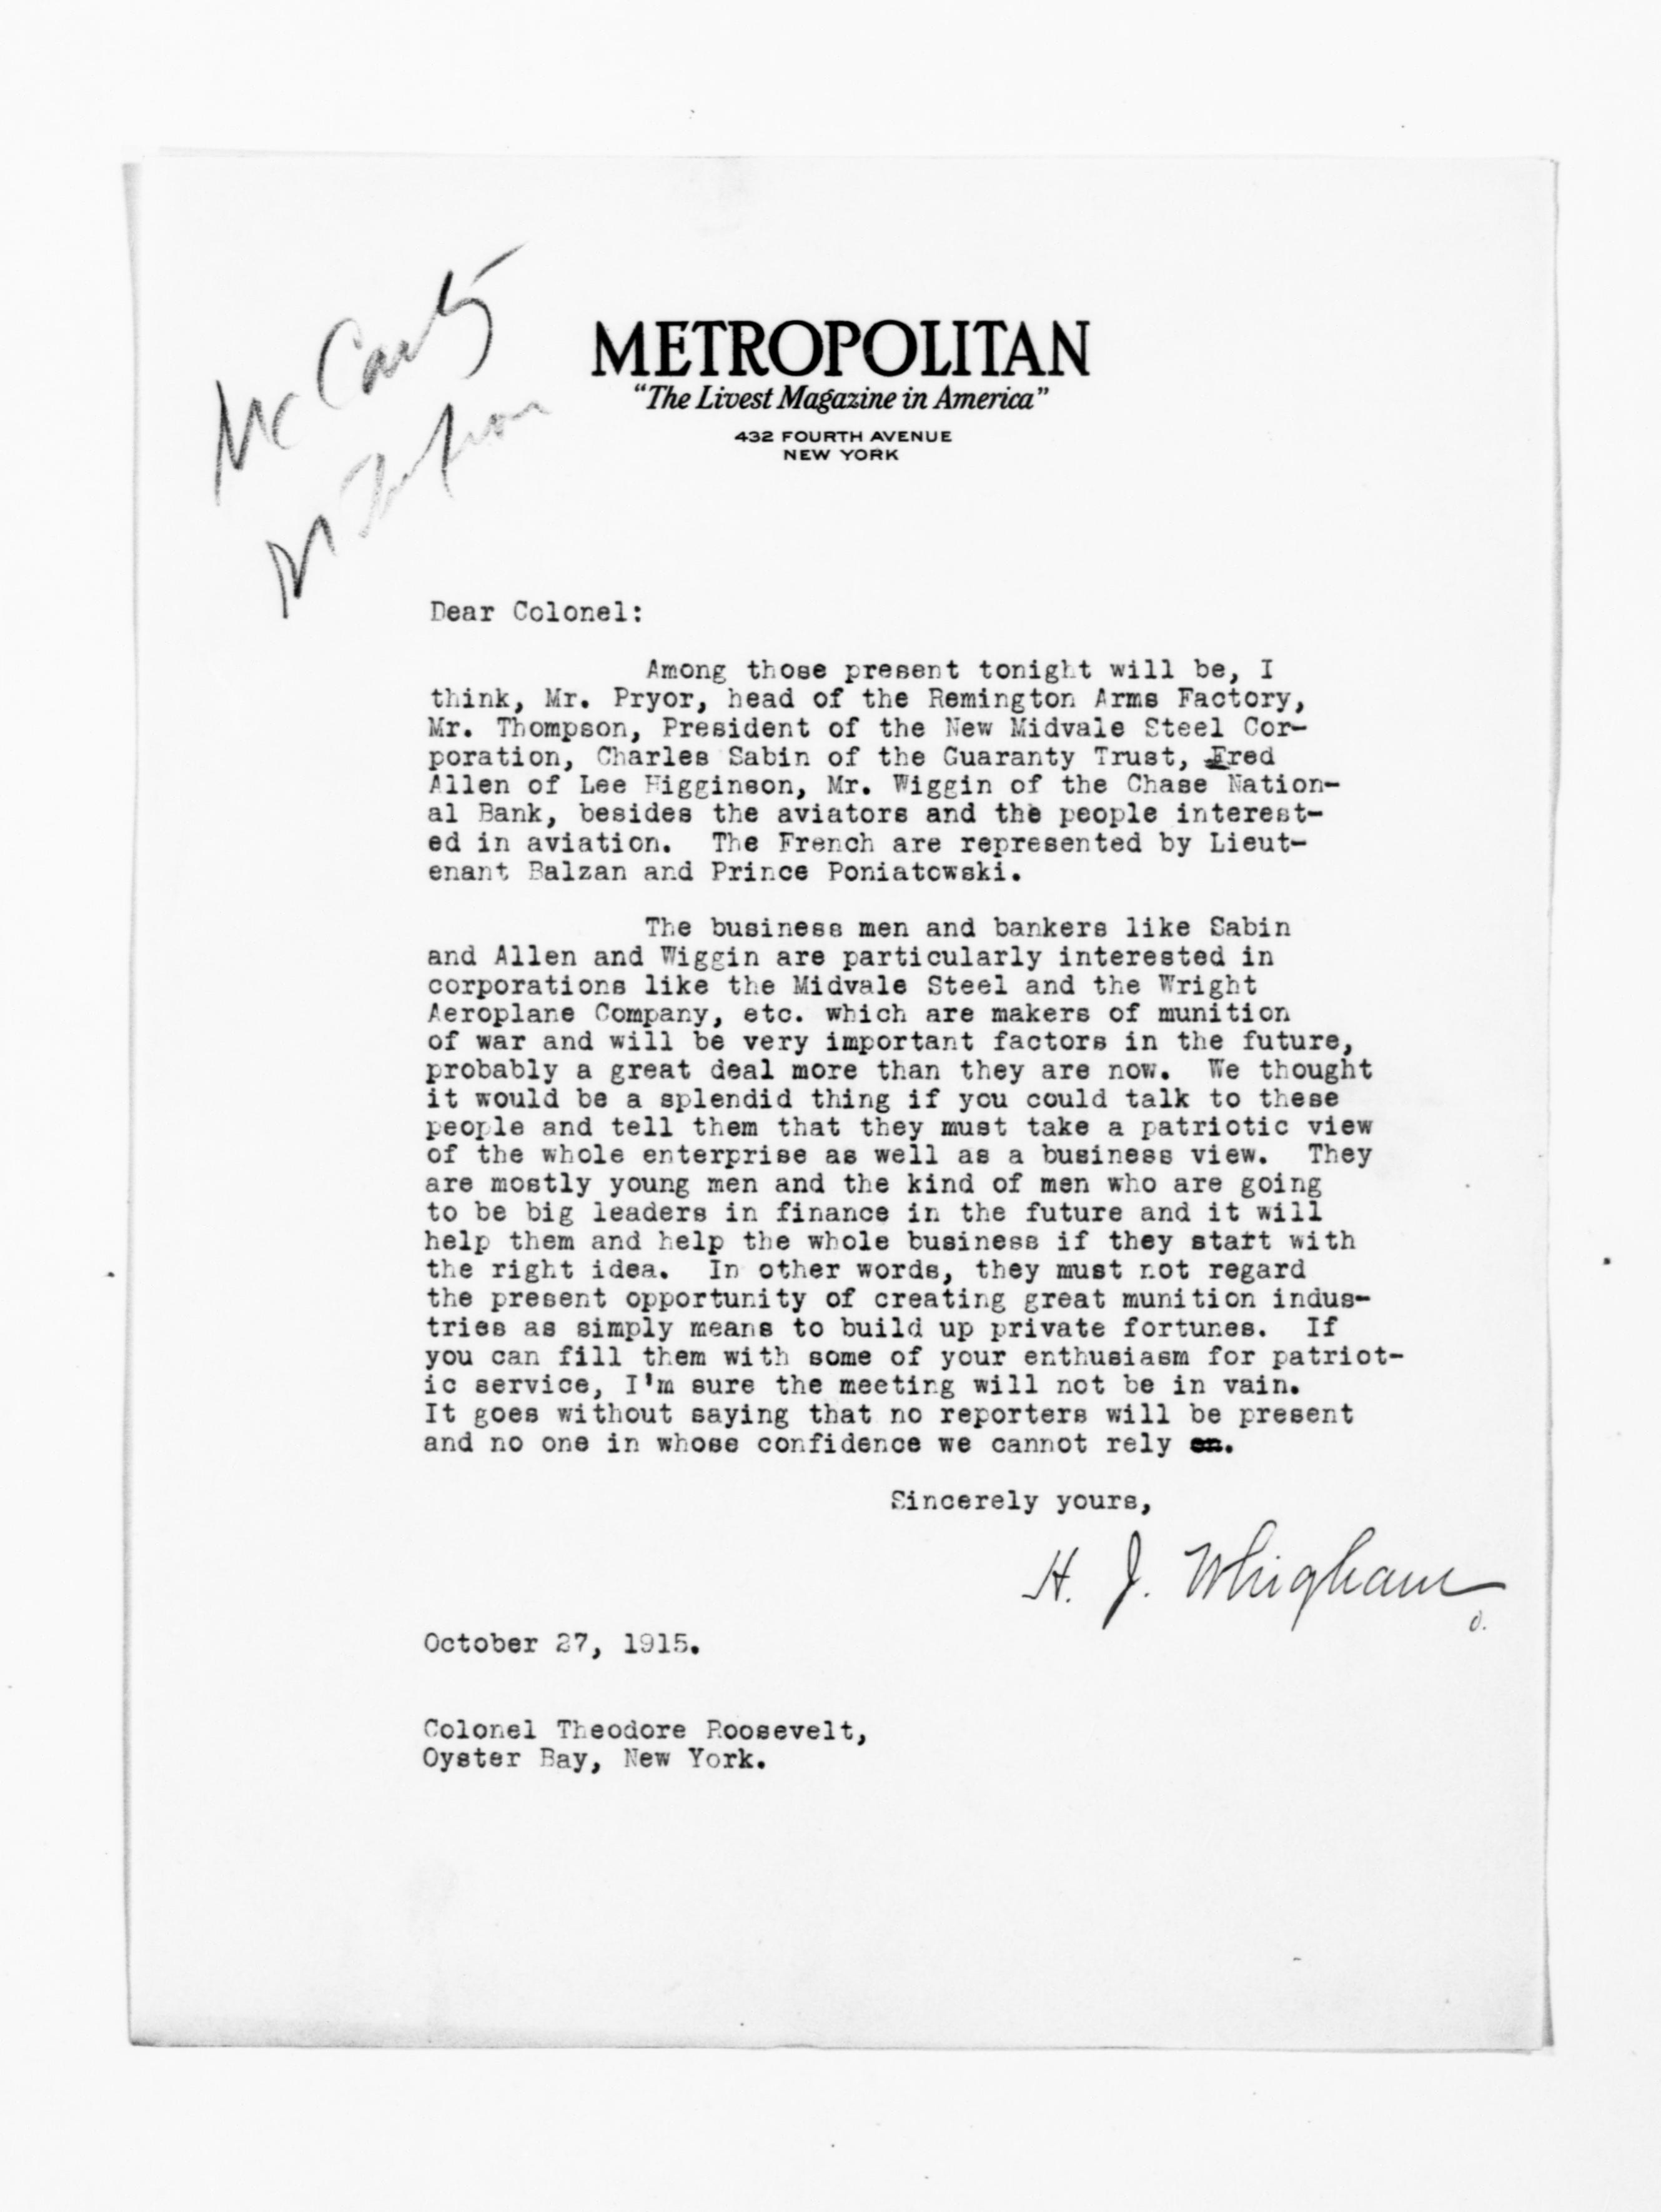 McCarty
METROPOLITAN
"The Livest Magazine in America"
432 FOURTH AVENUE
NEW YORK
Dear Colonel:
Among those present tonight will be, I
think, Mr. Pryor, head of the Remington Arms Factory,
Mr. Thompson, President of the New Midvale Steel Cor-
poration, Charles Sabin of the Guaranty Trust, Fred
Allen of Lee Higginson, Mr. Wiggin of the Chase Nation-
al Bank, besides the aviators and the people interest-
ed in aviation. The French are represented by Lieut-
enant Balzan and Prince Poniatowski.
The business men and bankers like Sabin
and Allen and Wiggin are particularly interested in
corporations like the Midvale Steel and the Wright
Aeroplane Company, etc. which are makers of munition
of war and will be very important factors in the future,
probably a great deal more than they are now. We thought
it would be a splendid thing if you could talk to these
people and tell them that they must take a patriotic view
of the whole enterprise as well as a business view. They
are mostly young men and the kind of men who are going
to be big leaders in finance in the future and it will
help them and help the whole business if they start with
the right idea. In other words, they must not regard
the present opportunity of creating great munition indus-
tries as simply means to build up private fortunes. If
you can fill them with some of your enthusiasm for patriot-
ic service, I'm sure the meeting will not be in vain.
It goes without saying that no reporters will be present
and no one in whose confidence we cannot rely on.
Sincerely yours,
H. J. Whigham
O.
October 27, 1915.
Colonel Theodore Roosevelt,
Oyster Bay, New York.